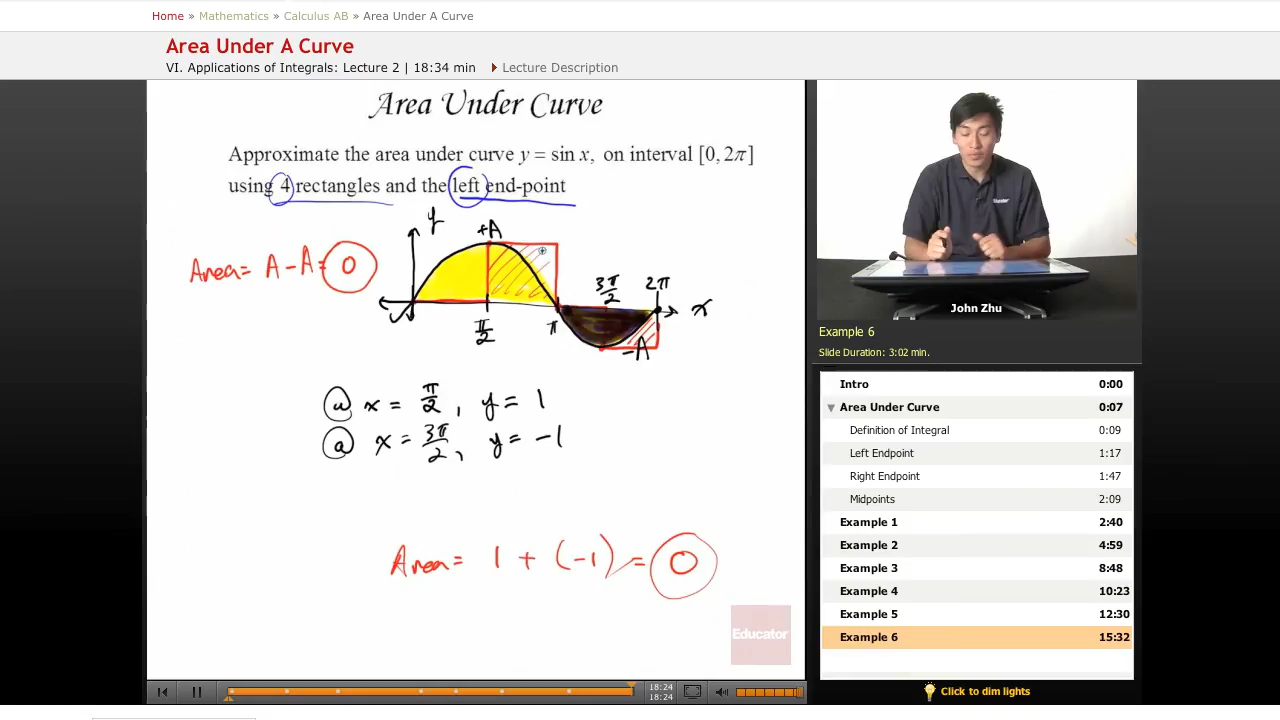 Home » Mathematics » Calculus AB » Area Under A Curve
Area Under A Curve
VI. Applications of Integrals: Lecture 2 | 18:34 min Lecture Description
Area Under Curve
Approximate the area under curve y = sin x, on interval [0, 2π]
using 4 rectangles and the left end-point
y
+A
Area = A - A = 0
3π/2
2π
x
π/2
π
-A
@ x = π/2, y = 1
@ x = 3π/2, y = -1
Area = 1 + (-1) = 0
Educator
18:24
18:24
John Zhu
Example 6
Slide Duration: 3:02 min.
Intro 0:00
Area Under Curve 0:07
Definition of Integral 0:09
Left Endpoint 1:17
Right Endpoint 1:47
Midpoints 2:09
Example 1 2:40
Example 2 4:59
Example 3 8:48
Example 4 10:23
Example 5 12:30
Example 6 15:32
Click to dim lights